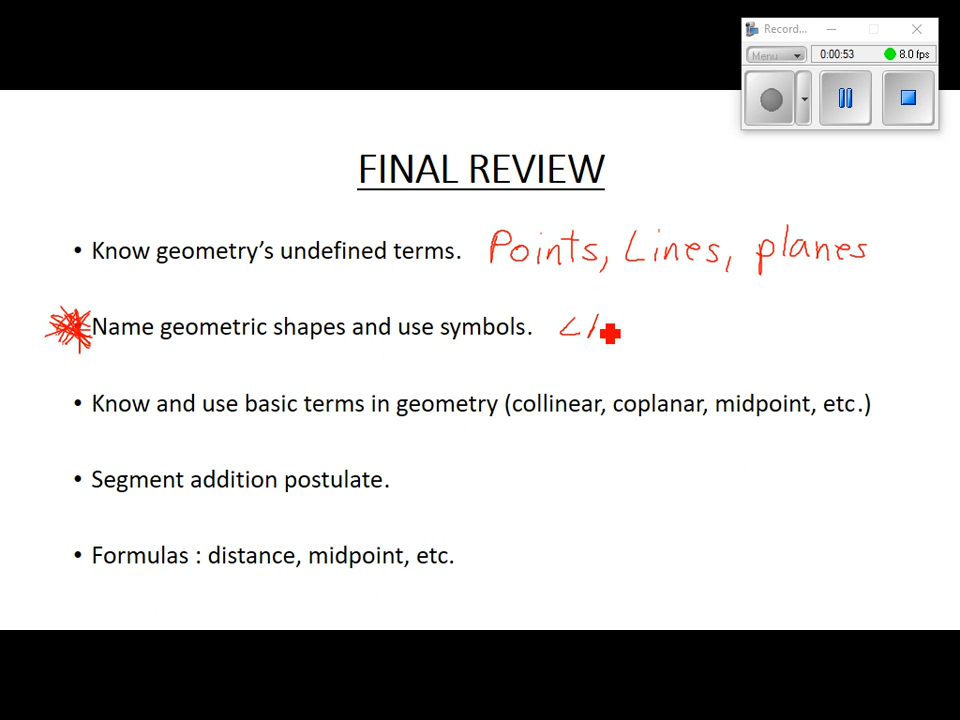 Record...
Menu 0:00:53 8.0 fps
FINAL REVIEW
• Know geometry's undefined terms. Points, Lines, planes
• Name geometric shapes and use symbols. ∠
• Know and use basic terms in geometry (collinear, coplanar, midpoint, etc.)
• Segment addition postulate.
• Formulas : distance, midpoint, etc.